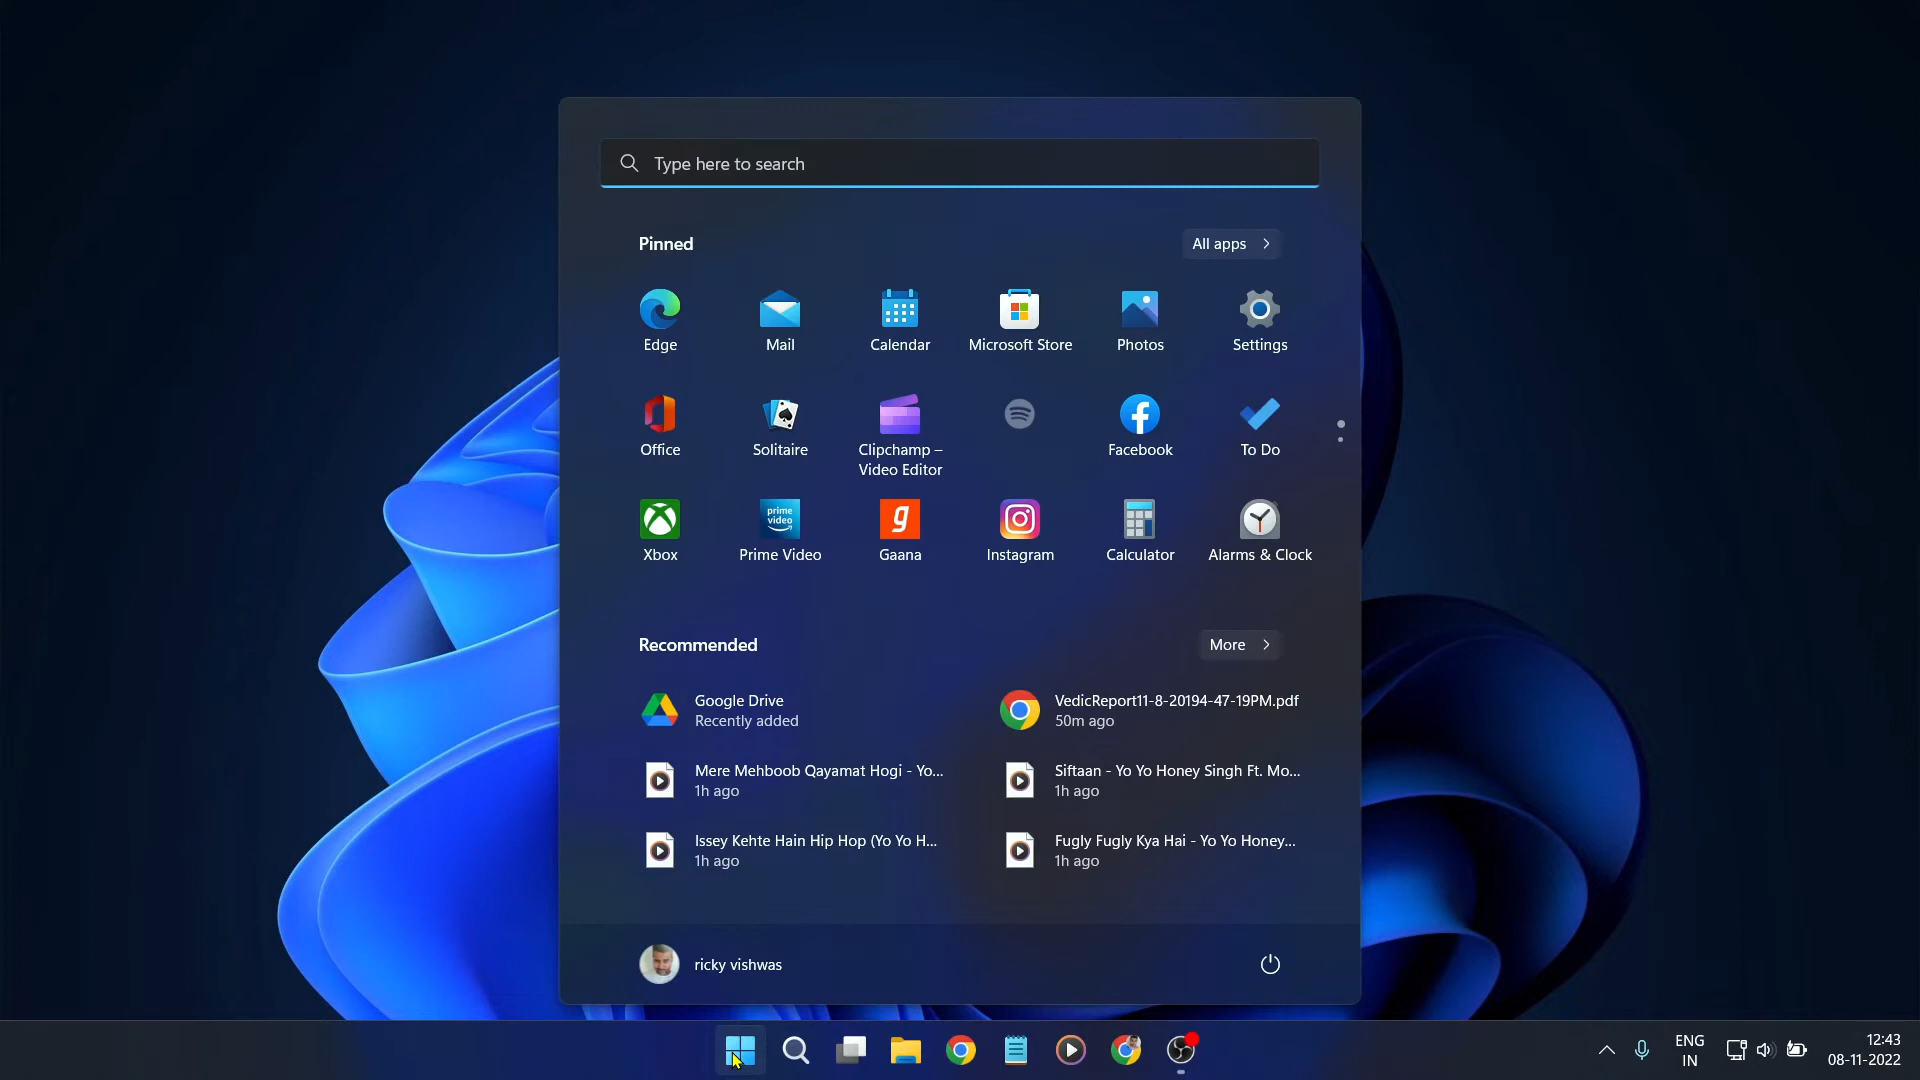 Type here to search
Pinned
All apps
Edge
Mail
Calendar
Microsoft Store
Photos
Settings
Office
Solitaire
Clipchamp –
Video Editor
Facebook
To Do
prime
video
Xbox
Prime Video
Gaana
Instagram
Calculator
Alarms & Clock
Recommended
More
Google Drive
Recently added
VedicReport11-8-20194-47-19PM.pdf
50m ago
Mere Mehboob Qayamat Hogi - Yo...
1h ago
Siftaan - Yo Yo Honey Singh Ft. Mo...
1h ago
Issey Kehte Hain Hip Hop (Yo Yo H...
1h ago
Fugly Fugly Kya Hai - Yo Yo Honey...
1h ago
ricky vishwas
ENG
IN
12:43
08-11-2022